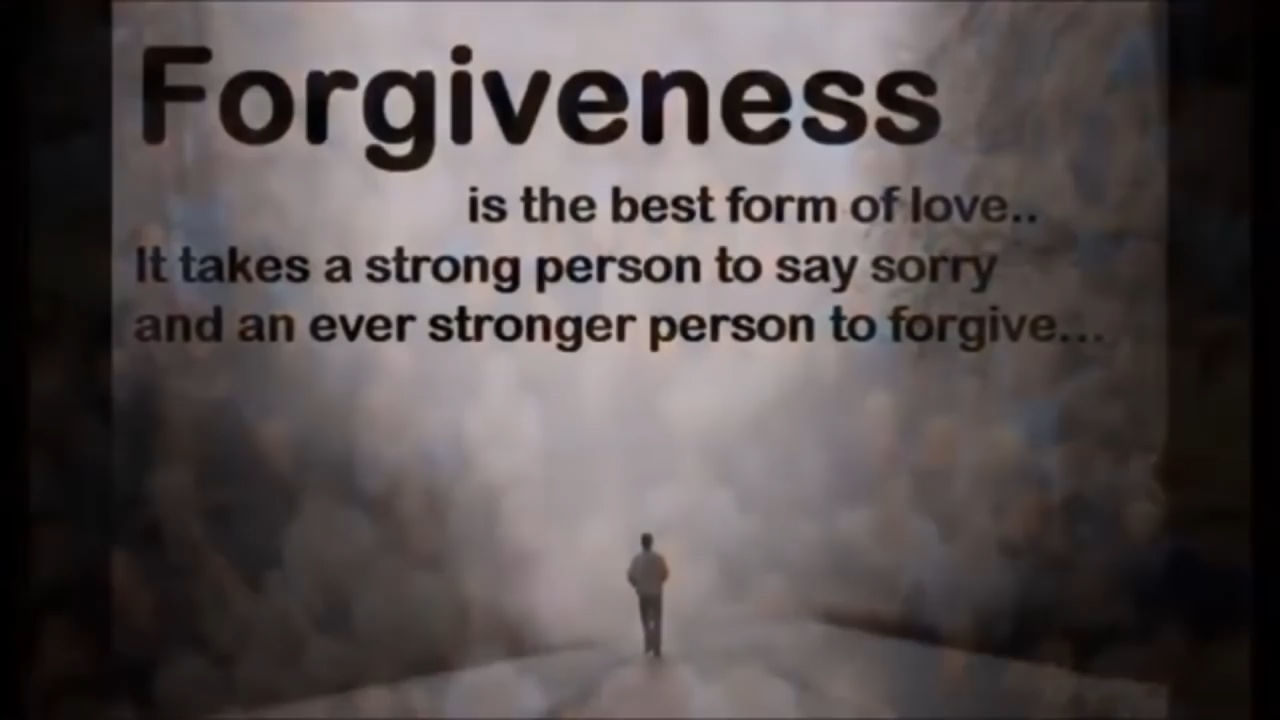 Forgiveness
is the best form of love..
It takes a strong person to say sorry
and an ever stronger person to forgive...